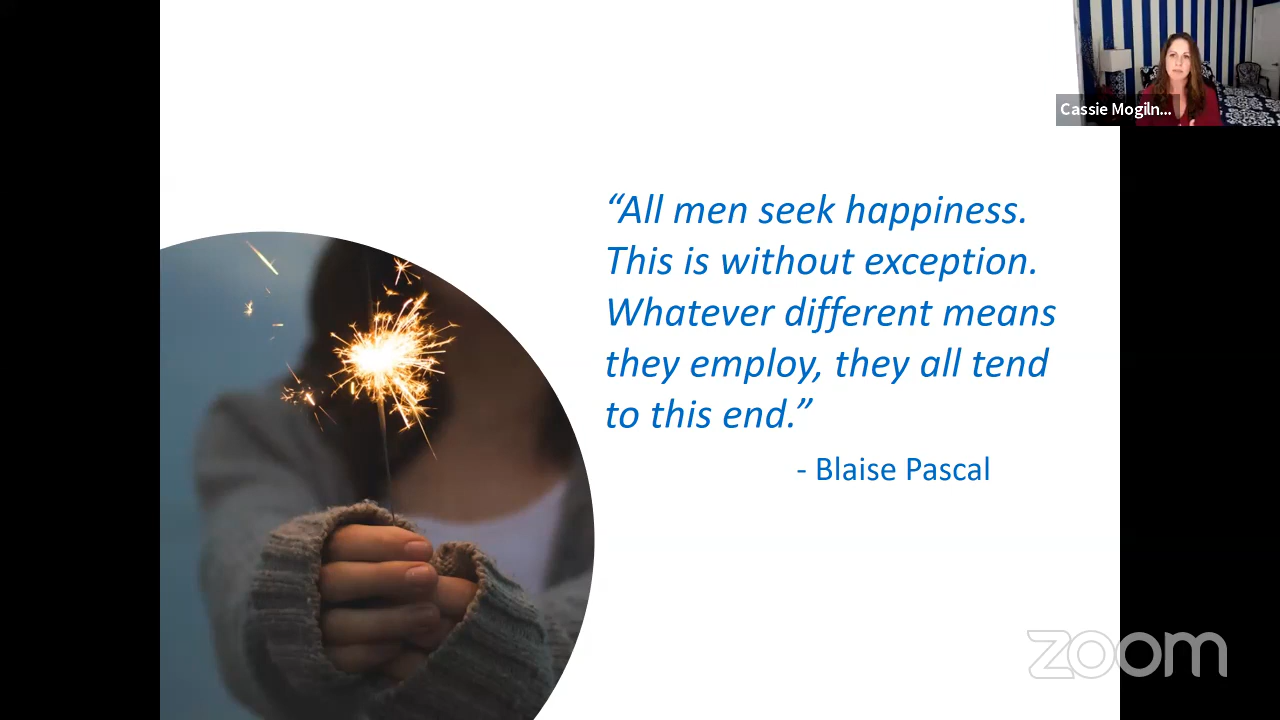 Cassie Mogiln...
“All men seek happiness.
This is without exception.
Whatever different means
they employ, they all tend
to this end.”
- Blaise Pascal
zoom